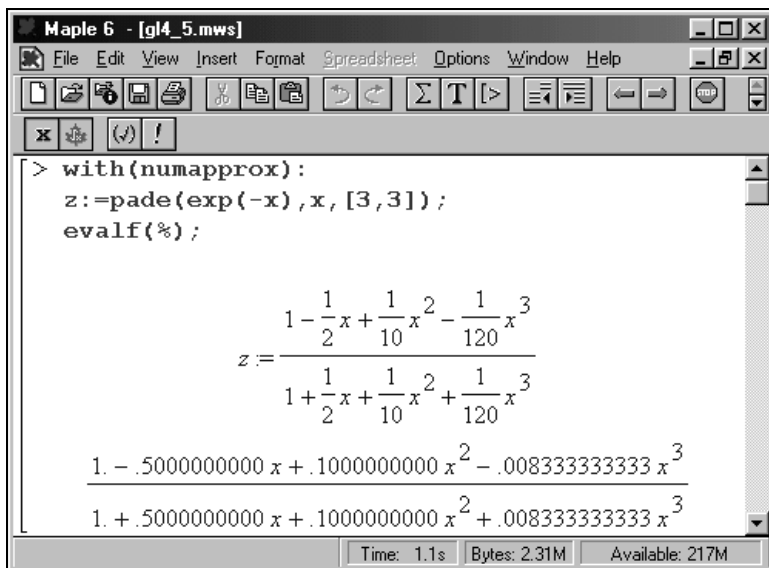 Maple 6 - [gl4_5.mws]
File Edit View Insert Format Spreadsheet Options Window Help
Σ T [>
STOP
x (√) !
[> with(numapprox):
z:=pade(exp(-x),x,[3,3]);
evalf(%);
z := (1 - 1/2 x + 1/10 x^2 - 1/120 x^3) / (1 + 1/2 x + 1/10 x^2 + 1/120 x^3)
1. - .5000000000 x + .1000000000 x^2 - .008333333333 x^3
1. + .5000000000 x + .1000000000 x^2 + .008333333333 x^3
Time: 1.1s Bytes: 2.31M Available: 217M